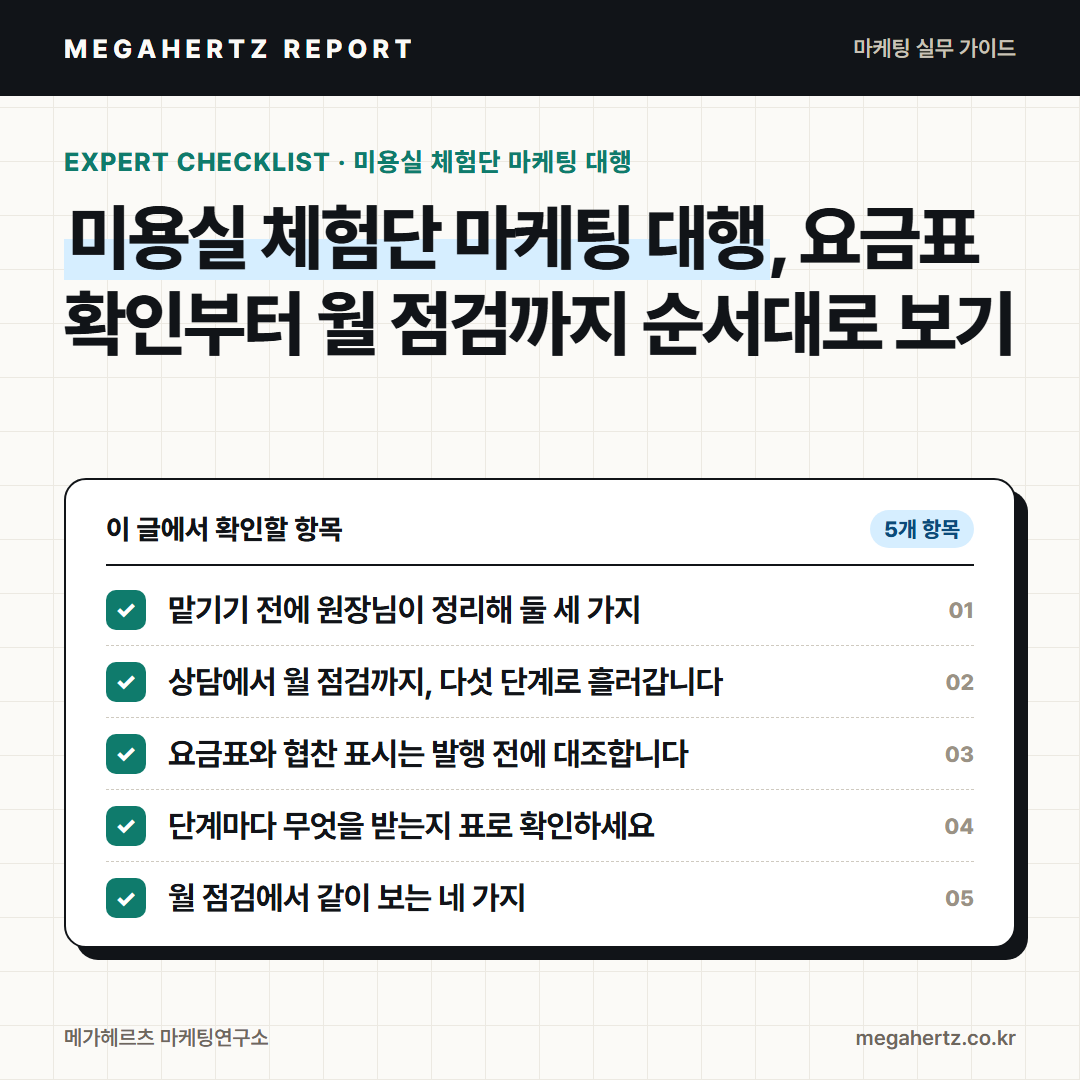 MEGAHERTZ REPORT
마케팅 실무 가이드
EXPERT CHECKLIST · 미용실 체험단 마케팅 대행
미용실 체험단 마케팅 대행, 요금표
확인부터 월 점검까지 순서대로 보기
이 글에서 확인할 항목
5개 항목
맡기기 전에 원장님이 정리해 둘 세 가지
01
상담에서 월 점검까지, 다섯 단계로 흘러갑니다
02
요금표와 협찬 표시는 발행 전에 대조합니다
03
단계마다 무엇을 받는지 표로 확인하세요
04
월 점검에서 같이 보는 네 가지
05
메가헤르츠 마케팅연구소
megahertz.co.kr